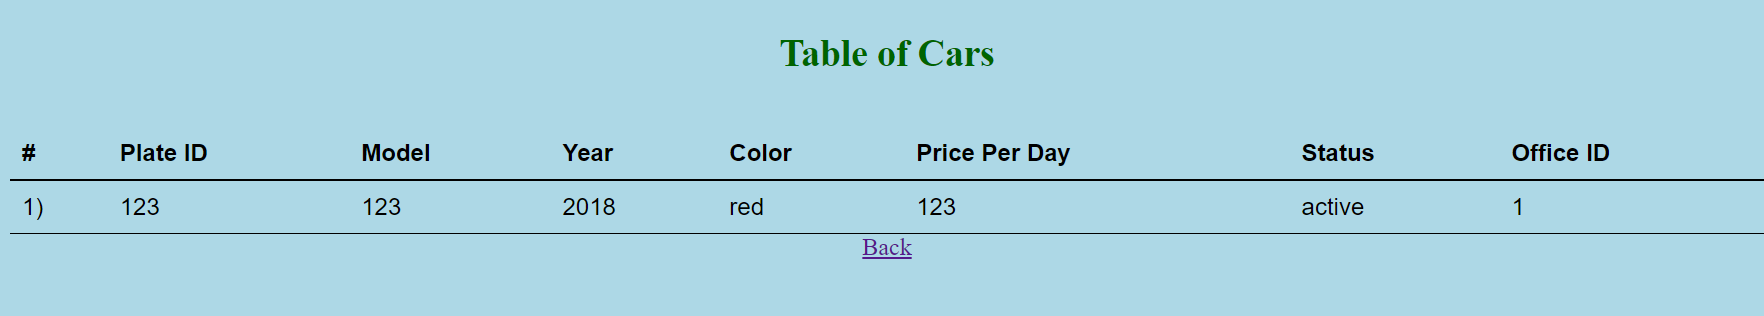 Table of Cars
# Plate ID Model Year Color Price Per Day Status Office ID
1) 123 123 2018 red 123 active 1
Back